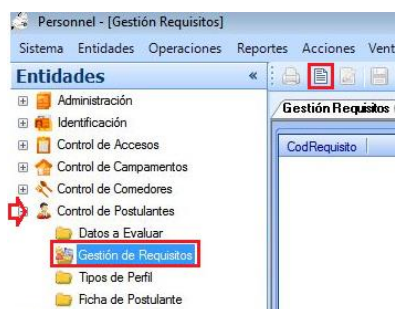 Personnel - [Gestión Requisitos]
Sistema Entidades Operaciones Reportes Acciones Vent
Entidades «
Administración
Gestión Requisitos
Identificación
Control de Accesos
CodRequisito
Control de Campamentos
Control de Comedores
Control de Postulantes
Datos a Evaluar
Gestión de Requisitos
Tipos de Perfil
Ficha de Postulante